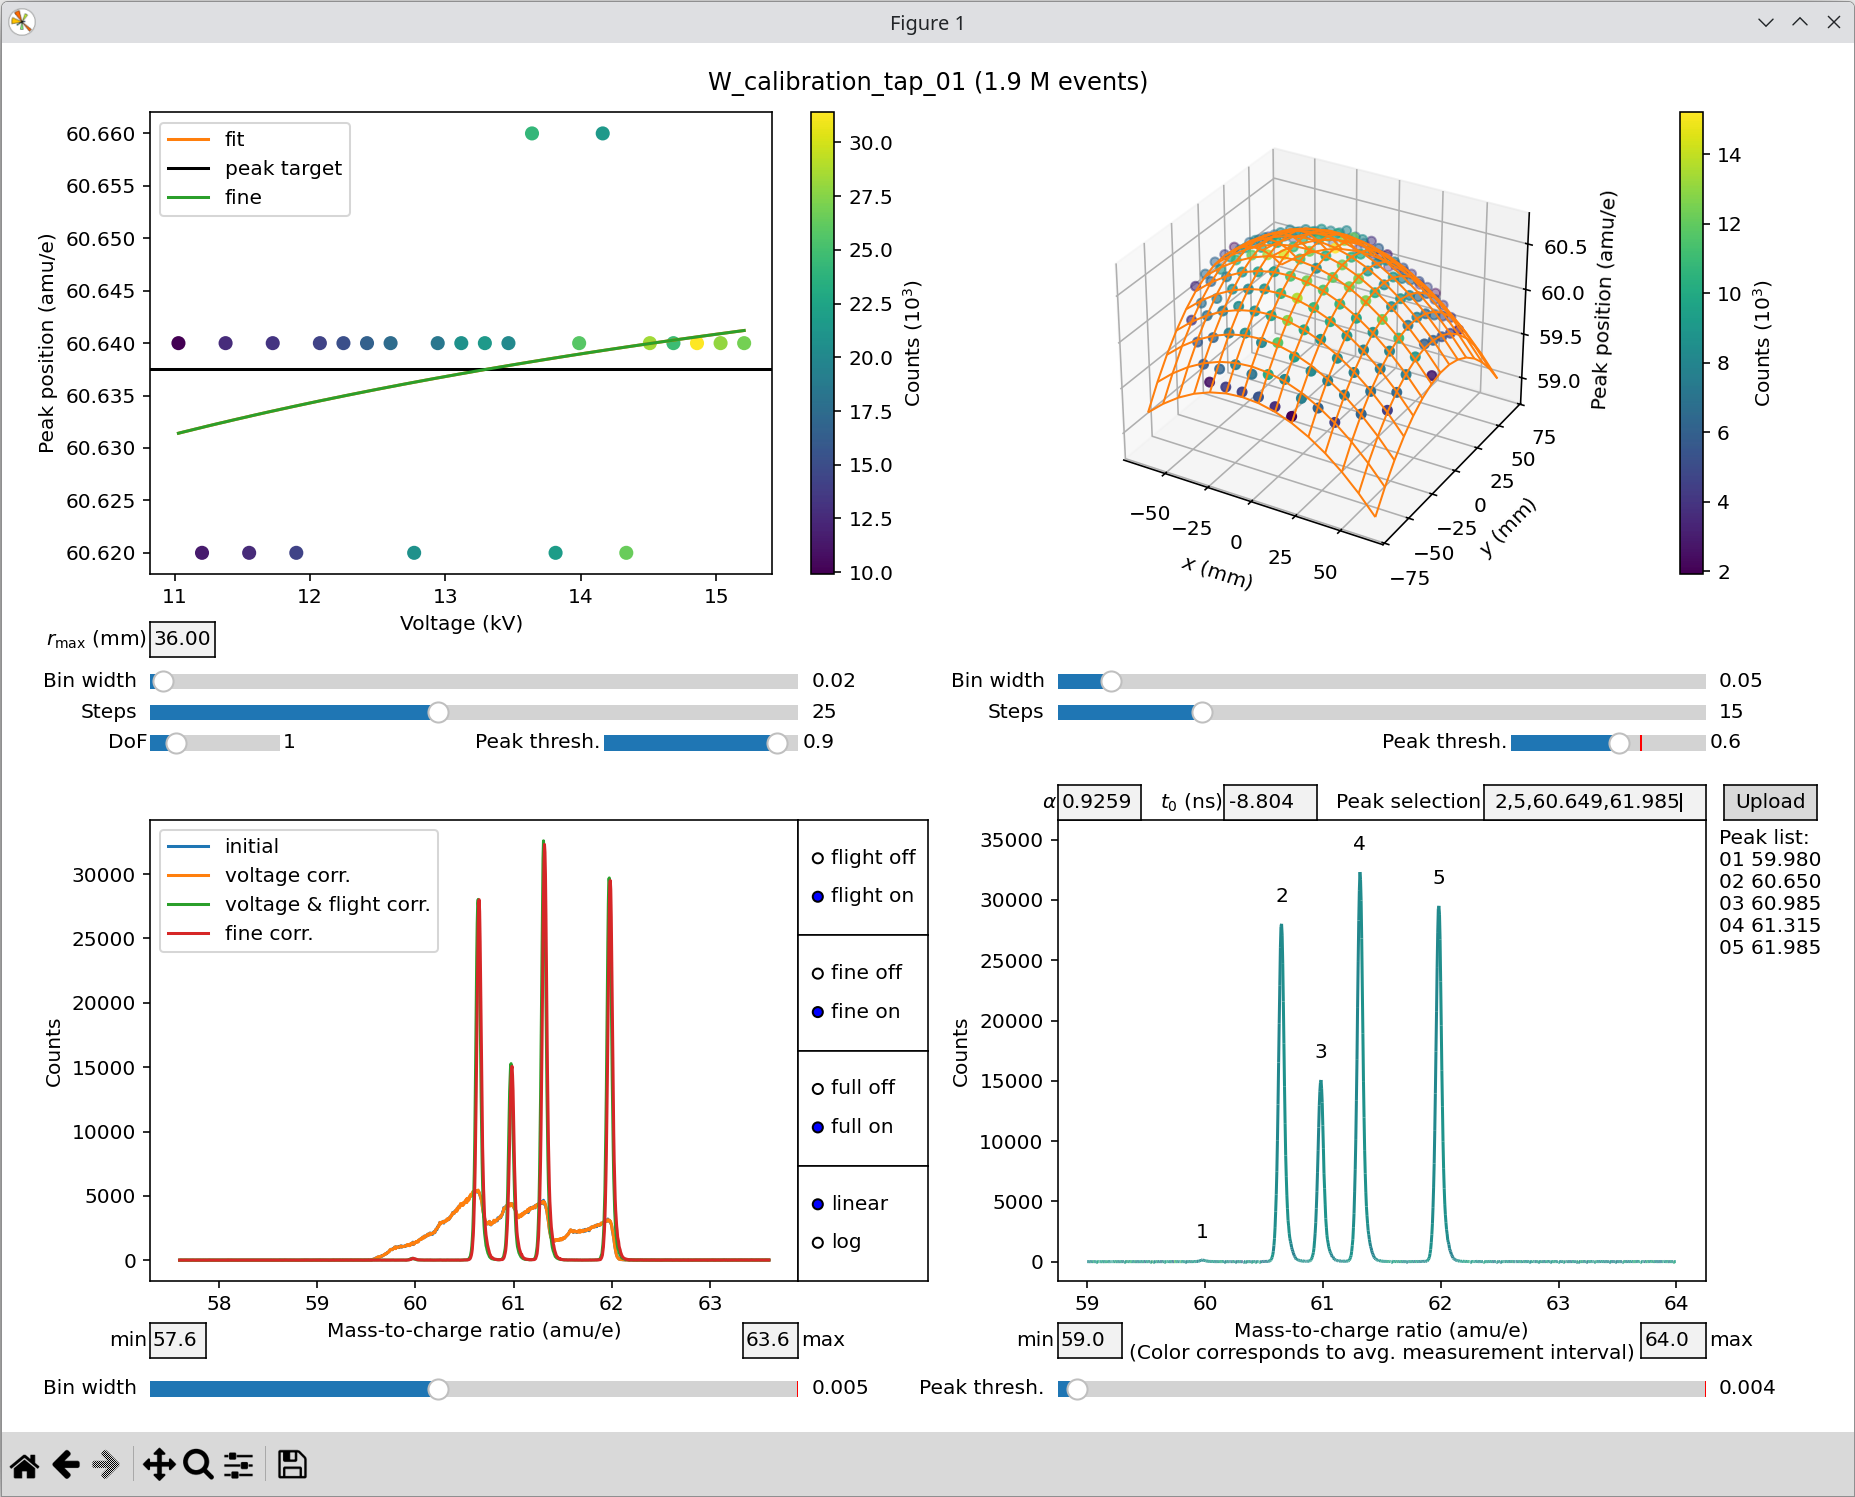 Figure 1
W_calibration_tap_01 (1.9 M events)
60.660
60.655
60.650
60.645
60.640
60.635
60.630
60.625
60.620
Peak position (amu/e)
fit
peak target
fine
11 12 13 14 15
Voltage (kV)
30.0
27.5
25.0
22.5
20.0
17.5
15.0
12.5
10.0
Counts (10³)
60.5
60.0
59.5
59.0
Peak position (amu/e)
−50 −25 0 25 50
x (mm)
75
50
25
0
−25
−50
−75
y (mm)
14
12
10
8
6
4
2
Counts (10³)
rmax (mm) 36.00
Bin width 0.02
Steps 25
DoF 1 Peak thresh. 0.9
Bin width 0.05
Steps 15
Peak thresh. 0.6
α 0.9259 t₀ (ns) -8.804 Peak selection 2,5,60.649,61.985 Upload
initial
voltage corr.
voltage & flight corr.
fine corr.
30000
25000
20000
15000
10000
5000
0
Counts
58 59 60 61 62 63
Mass-to-charge ratio (amu/e)
min 57.6 63.6 max
Bin width 0.005
flight off
flight on
fine off
fine on
full off
full on
linear
log
35000
30000
25000
20000
15000
10000
5000
0
Counts
1 2 3 4 5
59 60 61 62 63 64
Mass-to-charge ratio (amu/e)
(Color corresponds to avg. measurement interval)
min 59.0 64.0 max
Peak thresh. 0.004
Peak list:
01 59.980
02 60.650
03 60.985
04 61.315
05 61.985